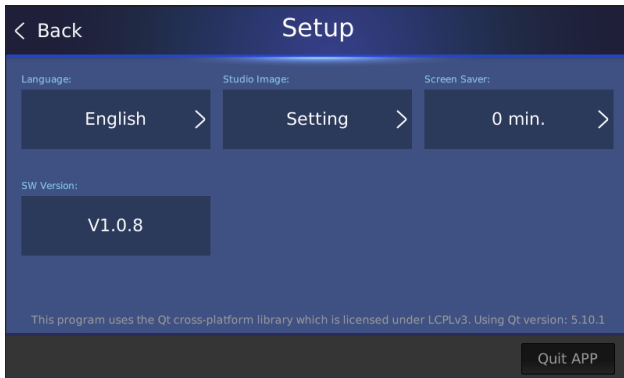 Back
Setup
Language:
Studio Image:
Screen Saver:
English
Setting
0 min.
SW Version:
V1.0.8
This program uses the Qt cross-platform library which is licensed under LCPLv3. Using Qt version: 5.10.1
Quit APP